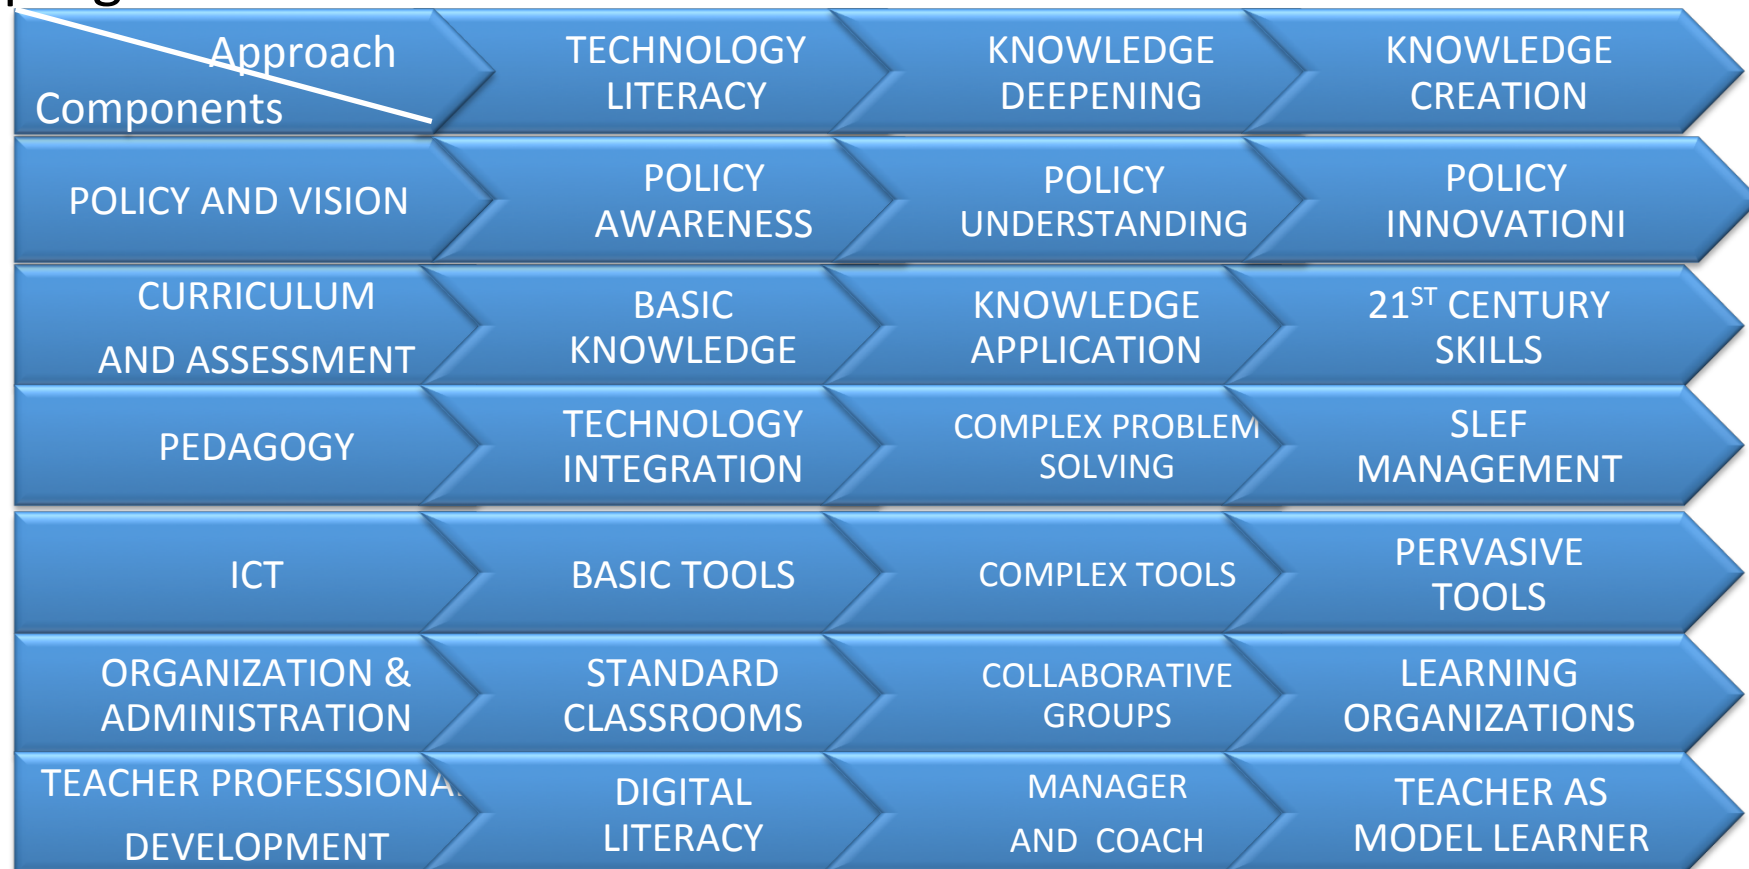 Approach
Components
TECHNOLOGY
LITERACY
KNOWLEDGE
DEEPENING
KNOWLEDGE
CREATION
POLICY AND VISION
POLICY
AWARENESS
POLICY
UNDERSTANDING
POLICY
INNOVATIONI
CURRICULUM
AND ASSESSMENT
BASIC
KNOWLEDGE
KNOWLEDGE
APPLICATION
21ST CENTURY
SKILLS
PEDAGOGY
TECHNOLOGY
INTEGRATION
COMPLEX PROBLEM
SOLVING
SLEF
MANAGEMENT
ICT
BASIC TOOLS
COMPLEX TOOLS
PERVASIVE
TOOLS
ORGANIZATION &
ADMINISTRATION
STANDARD
CLASSROOMS
COLLABORATIVE
GROUPS
LEARNING
ORGANIZATIONS
TEACHER PROFESSIONAL
DEVELOPMENT
DIGITAL
LITERACY
MANAGER
AND COACH
TEACHER AS
MODEL LEARNER